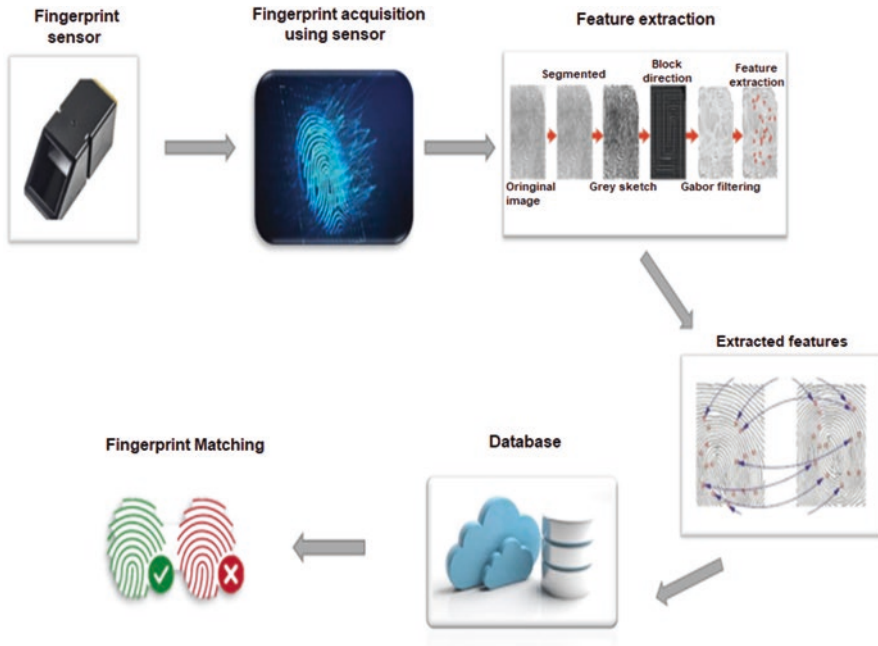 Fingerprint
sensor
Fingerprint acquisition
using sensor
Feature extraction
Segmented
Block
direction
Feature
extraction
Oringinal
image
Grey sketch
Gabor filtering
Extracted features
Database
Fingerprint Matching